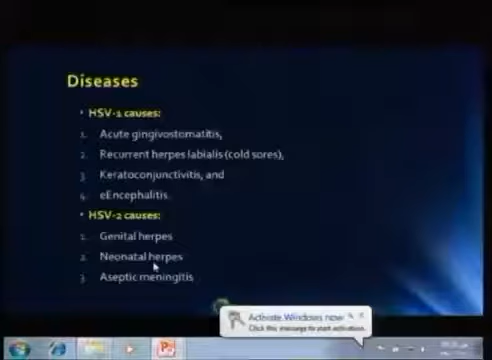 Diseases
• HSV-1 causes:
1. Acute gingivostomatitis,
2. Recurrent herpes labialis (cold sores),
3. Keratoconjunctivitis, and
4. eEncephalitis.
• HSV-2 causes:
1. Genital herpes
2. Neonatal herpes
3. Aseptic meningitis
Activate Windows now
Click this message to start activation.